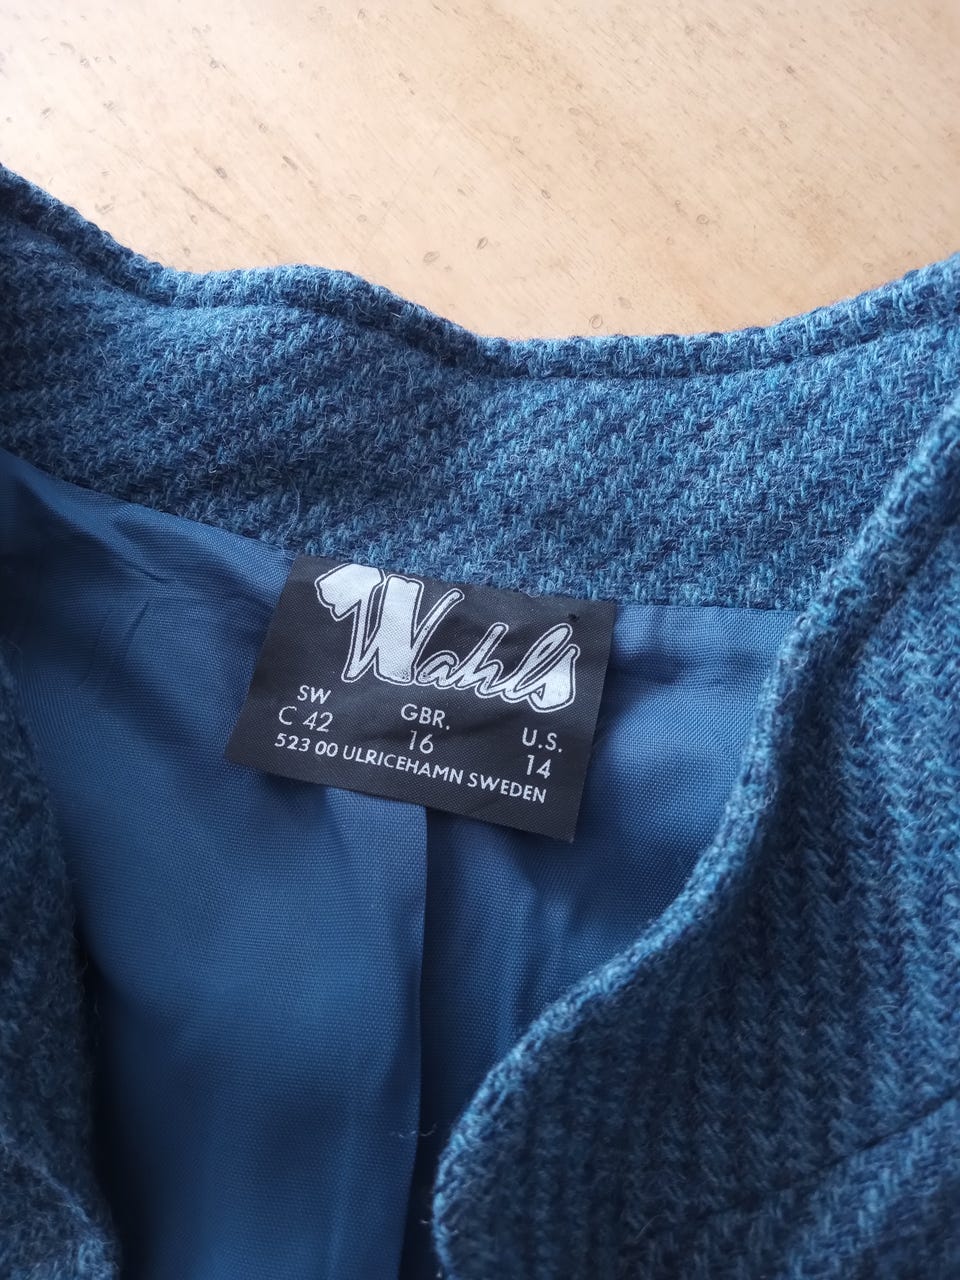 Wahls
SW GBR. U.S.
C 42 16 14
523 00 ULRICEHAMN SWEDEN